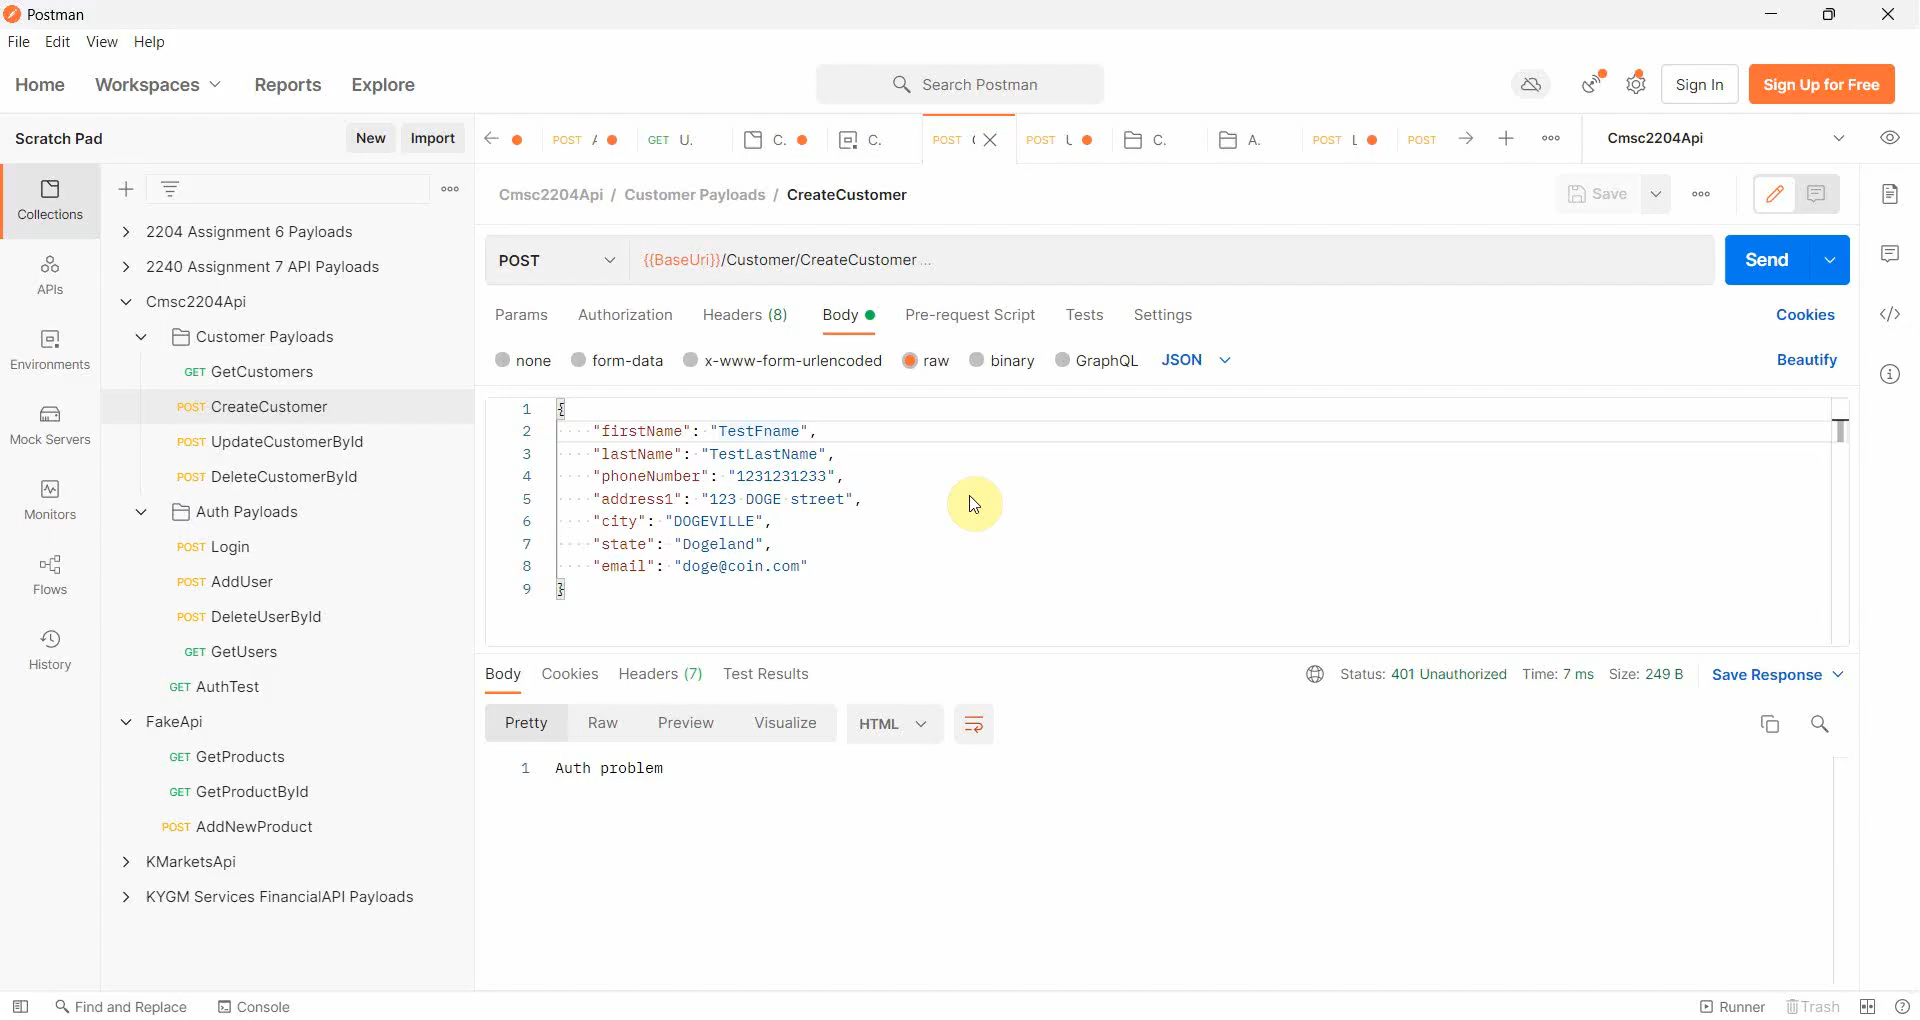 Postman
File Edit View Help
Home Workspaces Reports Explore Search Postman Sign In Sign Up for Free
Scratch Pad New Import POST GET U. C. C. POST POST C. A. POST POST Cmsc2204Api
Cmsc2204Api / Customer Payloads / CreateCustomer Save
POST {{BaseUri}}/Customer/CreateCustomer ... Send
Params Authorization Headers (8) Body Pre-request Script Tests Settings Cookies
none form-data x-www-form-urlencoded raw binary GraphQL JSON Beautify
Collections
APIs
Environments
Mock Servers
Monitors
Flows
History
2204 Assignment 6 Payloads
2240 Assignment 7 API Payloads
Cmsc2204Api
Customer Payloads
GET GetCustomers
POST CreateCustomer
POST UpdateCustomerById
POST DeleteCustomerById
Auth Payloads
POST Login
POST AddUser
POST DeleteUserById
GET GetUsers
GET AuthTest
FakeApi
GET GetProducts
GET GetProductById
POST AddNewProduct
KMarketsApi
KYGM Services FinancialAPI Payloads
1 {
2 "firstName": "TestFname",
3 "lastName": "TestLastName",
4 "phoneNumber": "1231231233",
5 "address1": "123 DOGE street",
6 "city": "DOGEVILLE",
7 "state": "Dogeland",
8 "email": "doge@coin.com"
9 }
Body Cookies Headers (7) Test Results Status: 401 Unauthorized Time: 7 ms Size: 249 B Save Response
Pretty Raw Preview Visualize HTML
1 Auth problem
Find and Replace Console Runner Trash